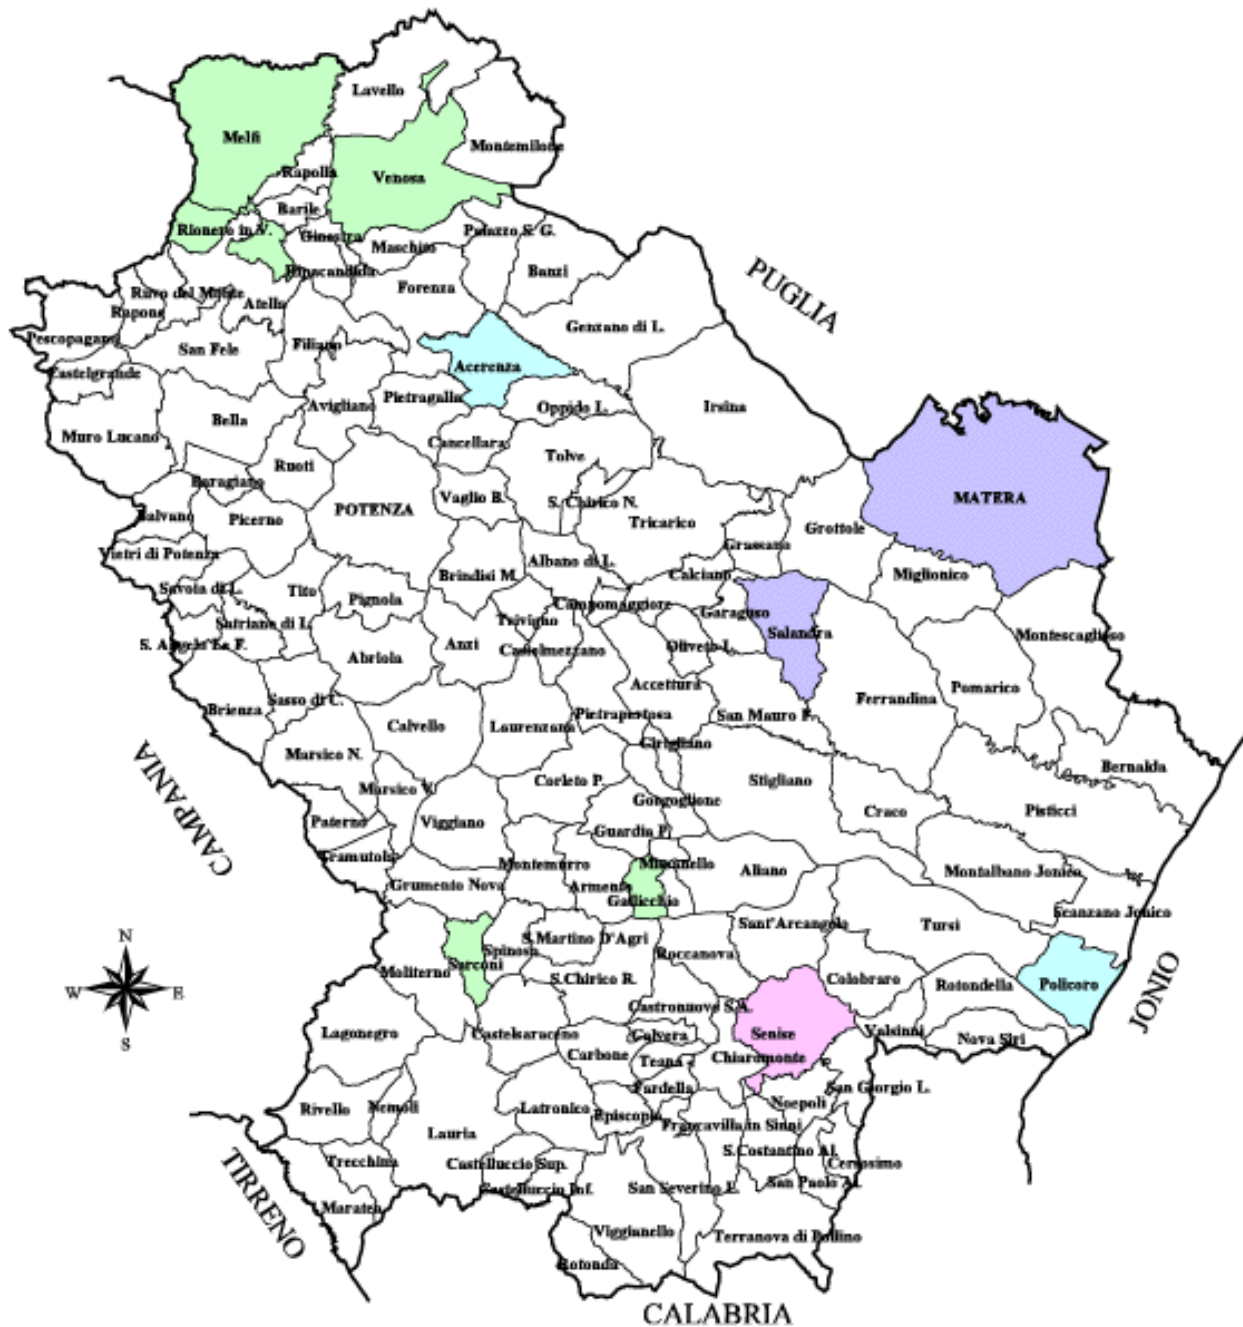 Lavello
Melfi
Montemilone
Rapolla
Venosa
Barile
Rionero in V.
Ginestra
Palazzo S. G.
Maschito
Ripacandida
Banzi
Forenza
Ruvo del Monte
Atella
Rapone
Genzano di L.
Pescopagano
San Fele
Filiano
Acerenza
Castelgrande
Avigliano
Pietragalla
Oppido L.
Irsina
Bella
Muro Lucano
Cancellara
Tolve
Ruoti
Baragiano
Vaglio B.
S. Chirico N.
MATERA
POTENZA
Balvano
Picerno
Tricarico
Grottole
Grassano
Vietri di Potenza
Albano di L.
Calciano
Miglionico
Brindisi M.
Savoia di L.
Tito
Pignola
Campomaggiore
Garaguso
Trivigno
Satriano di L.
Salandra
Montescaglioso
S. Angelo Le F.
Anzi
Castelmezzano
Oliveto L.
Abriola
Accettura
Pomarico
Sasso di C.
Ferrandina
Brienza
Pietrapertosa
San Mauro F.
Calvello
Laurenzana
Cirigliano
Marsico N.
Bernalda
Corleto P.
Stigliano
Marsico V.
Gorgoglione
Craco
Pisticci
Paterno
Viggiano
Guardia P.
Tramutola
Montemurro
Missanello
Aliano
Montalbano Jonico
Grumento Nova
Armento
Gallicchio
Scanzano Jonico
Sant'Arcangelo
Tursi
S.Martino D'Agri
Spinosa
Roccanova
Sarconi
Moliterno
S.Chirico R.
Colobraro
Rotondella
Policoro
Castronuovo S.A.
Lagonegro
Castelsaraceno
Calvera
Senise
Valsinni
Nova Siri
Carbone
Teana
Chiaromonte
Fardella
San Giorgio L.
Rivello
Nemoli
Latronico
Episcopia
Noepoli
Francavilla in Sinni
Lauria
S.Costantino Al.
Trecchina
Castelluccio Sup.
Cersosimo
Castelluccio Inf.
San Severino L.
San Paolo Al.
Maratea
Viggianello
Terranova di Pollino
Rotonda
PUGLIA
CAMPANIA
JONIO
TIRRENO
CALABRIA
N
W E
S